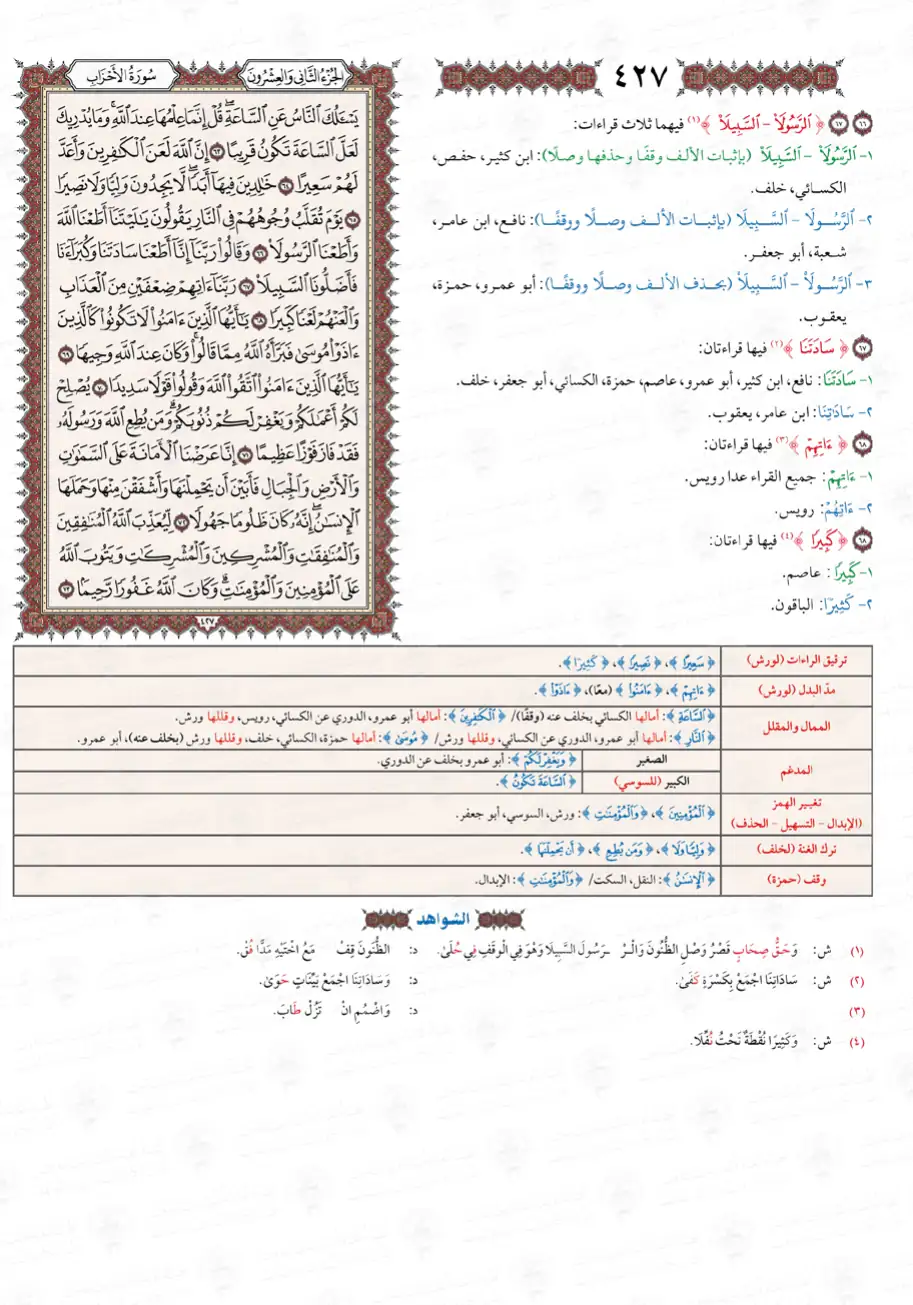 ٤٢٧
٦٦ ٦٧ ﴿ ٱلرَّسُولَا۠ - ٱلسَّبِيلَا۠ ﴾(١) فيهما ثلاث قراءات:
١- ٱلرَّسُولَا۠ - ٱلسَّبِيلَا۠ (بإثبات الألف وقفًا وحذفها وصلًا): ابن كثير، حفص،
الكسائي، خلف.
٢- ٱلرَّسُولَا - ٱلسَّبِيلَا (بإثبات الألف وصلًا ووقفًا): نافع، ابن عامر،
شعبة، أبو جعفر.
٣- ٱلرَّسُولَاْ - ٱلسَّبِيلَاْ (بحذف الألف وصلًا ووقفًا): أبو عمرو، حمزة،
يعقوب.
٦٧ ﴿ سَادَتَنَا ﴾(٢) فيها قراءتان:
١- سَادَتَنَا: نافع، ابن كثير، أبو عمرو، عاصم، حمزة، الكسائي، أبو جعفر، خلف.
٢- سَادَٰتِنَا: ابن عامر، يعقوب.
٦٨ ﴿ ءَاتِهِمۡ ﴾(٣) فيها قراءتان:
١- ءَاتِهِمۡ: جميع القراء عدا رويس.
٢- ءَاتِهُمۡ: رويس.
٦٨ ﴿ كَبِيرٗا ﴾(٤) فيها قراءتان:
١- كَبِيرٗا: عاصم.
٢- كَثِيرٗا: الباقون.
الجُزْءُ الثَّانِي وَالعِشْرُونَ سُورَةُ الأَحْزَابِ
يَسۡـَٔلُكَ ٱلنَّاسُ عَنِ ٱلسَّاعَةِۖ قُلۡ إِنَّمَا عِلۡمُهَا عِندَ ٱللَّهِۚ وَمَا يُدۡرِيكَ
لَعَلَّ ٱلسَّاعَةَ تَكُونُ قَرِيبًا ٦٣ إِنَّ ٱللَّهَ لَعَنَ ٱلۡكَٰفِرِينَ وَأَعَدَّ
لَهُمۡ سَعِيرًا ٦٤ خَٰلِدِينَ فِيهَآ أَبَدٗاۖ لَّا يَجِدُونَ وَلِيّٗا وَلَا نَصِيرٗا
٦٥ يَوۡمَ تُقَلَّبُ وُجُوهُهُمۡ فِي ٱلنَّارِ يَقُولُونَ يَٰلَيۡتَنَآ أَطَعۡنَا ٱللَّهَ
وَأَطَعۡنَا ٱلرَّسُولَا۠ ٦٦ وَقَالُواْ رَبَّنَآ إِنَّآ أَطَعۡنَا سَادَتَنَا وَكُبَرَآءَنَا
فَأَضَلُّونَا ٱلسَّبِيلَا۠ ٦٧ رَبَّنَآ ءَاتِهِمۡ ضِعۡفَيۡنِ مِنَ ٱلۡعَذَابِ
وَٱلۡعَنۡهُمۡ لَعۡنٗا كَبِيرٗا ٦٨ يَٰٓأَيُّهَا ٱلَّذِينَ ءَامَنُواْ لَا تَكُونُواْ كَٱلَّذِينَ
ءَاذَوۡاْ مُوسَىٰ فَبَرَّأَهُ ٱللَّهُ مِمَّا قَالُواْۚ وَكَانَ عِندَ ٱللَّهِ وَجِيهٗا ٦٩
يَٰٓأَيُّهَا ٱلَّذِينَ ءَامَنُواْ ٱتَّقُواْ ٱللَّهَ وَقُولُواْ قَوۡلٗا سَدِيدٗا ٧٠ يُصۡلِحۡ
لَكُمۡ أَعۡمَٰلَكُمۡ وَيَغۡفِرۡ لَكُمۡ ذُنُوبَكُمۡۗ وَمَن يُطِعِ ٱللَّهَ وَرَسُولَهُۥ
فَقَدۡ فَازَ فَوۡزًا عَظِيمًا ٧١ إِنَّا عَرَضۡنَا ٱلۡأَمَانَةَ عَلَى ٱلسَّمَٰوَٰتِ
وَٱلۡأَرۡضِ وَٱلۡجِبَالِ فَأَبَيۡنَ أَن يَحۡمِلۡنَهَا وَأَشۡفَقۡنَ مِنۡهَا وَحَمَلَهَا
ٱلۡإِنسَٰنُۖ إِنَّهُۥ كَانَ ظَلُومٗا جَهُولٗا ٧٢ لِّيُعَذِّبَ ٱللَّهُ ٱلۡمُنَٰفِقِينَ
وَٱلۡمُنَٰفِقَٰتِ وَٱلۡمُشۡرِكِينَ وَٱلۡمُشۡرِكَٰتِ وَيَتُوبَ ٱللَّهُ
عَلَى ٱلۡمُؤۡمِنِينَ وَٱلۡمُؤۡمِنَٰتِۗ وَكَانَ ٱللَّهُ غَفُورٗا رَّحِيمَۢا ٧٣
٤٢٧
ترقيق الراءات (لورش) ﴿ سَعِيرًا ﴾، ﴿ نَصِيرٗا ﴾، ﴿ كَثِيرٗا ﴾.
مدّ البدل (لورش) ﴿ ءَاتِهِمۡ ﴾، ﴿ ءَامَنُواْ ﴾ (معًا)، ﴿ ءَاذَوۡاْ ﴾.
الممال والمقلل ﴿ ٱلسَّاعَةِ ﴾: أمالها الكسائي بخلف عنه (وقفًا)/ ﴿ ٱلۡكَٰفِرِينَ ﴾: أمالها أبو عمرو، الدوري عن الكسائي، رويس، وقللها ورش.
﴿ ٱلنَّارِ ﴾: أمالها أبو عمرو، الدوري عن الكسائي، وقللها ورش/ ﴿ مُوسَىٰ ﴾: أمالها حمزة، الكسائي، خلف، وقللها ورش (بخلف عنه)، أبو عمرو.
المدغم الصغير ﴿ وَيَغۡفِر لَّكُمۡ ﴾: أبو عمرو بخلف عن الدوري.
الكبير (للسوسي) ﴿ ٱلسَّاعَة تَّكُونُ ﴾.
تغيير الهمز
(الإبدال - التسهيل - الحذف) ﴿ ٱلۡمُؤۡمِنِينَ ﴾، ﴿ وَٱلۡمُؤۡمِنَٰتِ ﴾: ورش، السوسي، أبو جعفر.
ترك الغنة (لخلف) ﴿ وَلِيّٗا وَلَا ﴾، ﴿ وَمَن يُطِعِ ﴾، ﴿ أَن يَحۡمِلۡنَهَا ﴾.
وقف (حمزة) ﴿ ٱلۡإِنسَٰنُ ﴾: النقل، السكت/ ﴿ وَٱلۡمُؤۡمِنَٰتِ ﴾: الإبدال.
الشواهد
(١) ش: وَحَقُّ صِحَابٍ قَصْرُ وَصْلِ الظُّنُونَ وَالـرْ رَسُولَ السَّبِيلَا وَهْوَ فِي الْوَقْفِ فِي حُلَىٰ. د: الظُّنُونَ قِفْ مَعُ اخْتَيْهِ مَدًّا فُقْ.
(٢) ش: سَادَاتِنَا اجْمَعْ بِكَسْرَةٍ كَفَىٰ. د: وَسَادَاتِنَا اجْمَعْ بَيِّنَاتٍ حَوَىٰ.
(٣) د: وَاضْمُمِ انْ تَزُلْ طَابَ.
(٤) ش: وَكَثِيرًا نُقْطَةٌ تَحْتُ نُفِّلَا.